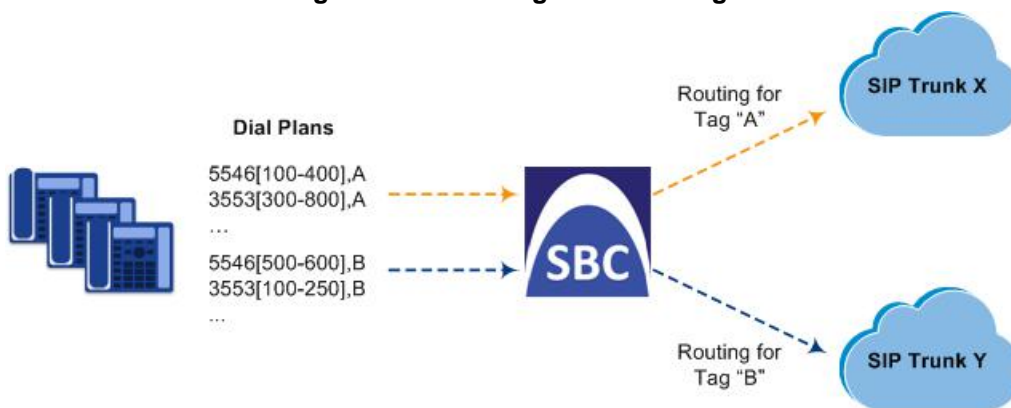 Dial Plans
5546[100-400],A
3553[300-800],A
...
5546[500-600],B
3553[100-250],B
...
SBC
Routing for
Tag “A”
SIP Trunk X
Routing for
Tag “B”
SIP Trunk Y